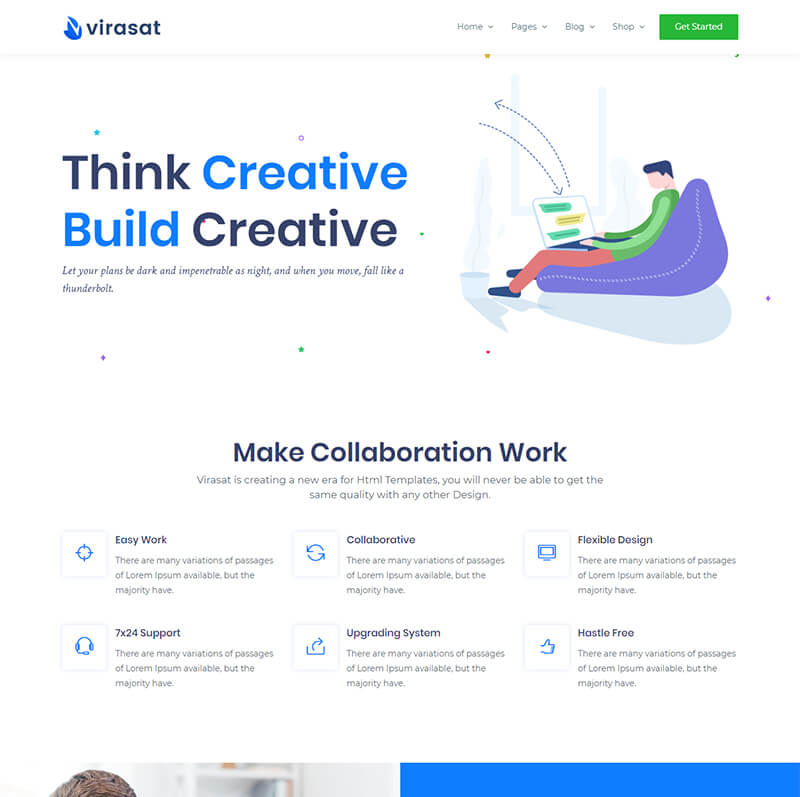 virasat
Home Pages Blog Shop Get Started
Think Creative
Build Creative
Let your plans be dark and impenetrable as night, and when you move, fall like a
thunderbolt.
Make Collaboration Work
Virasat is creating a new era for Html Templates, you will never be able to get the
same quality with any other Design.
Easy Work
There are many variations of passages
of Lorem Ipsum available, but the
majority have.
Collaborative
There are many variations of passages
of Lorem Ipsum available, but the
majority have.
Flexible Design
There are many variations of passages
of Lorem Ipsum available, but the
majority have.
7x24 Support
There are many variations of passages
of Lorem Ipsum available, but the
majority have.
Upgrading System
There are many variations of passages
of Lorem Ipsum available, but the
majority have.
Hastle Free
There are many variations of passages
of Lorem Ipsum available, but the
majority have.